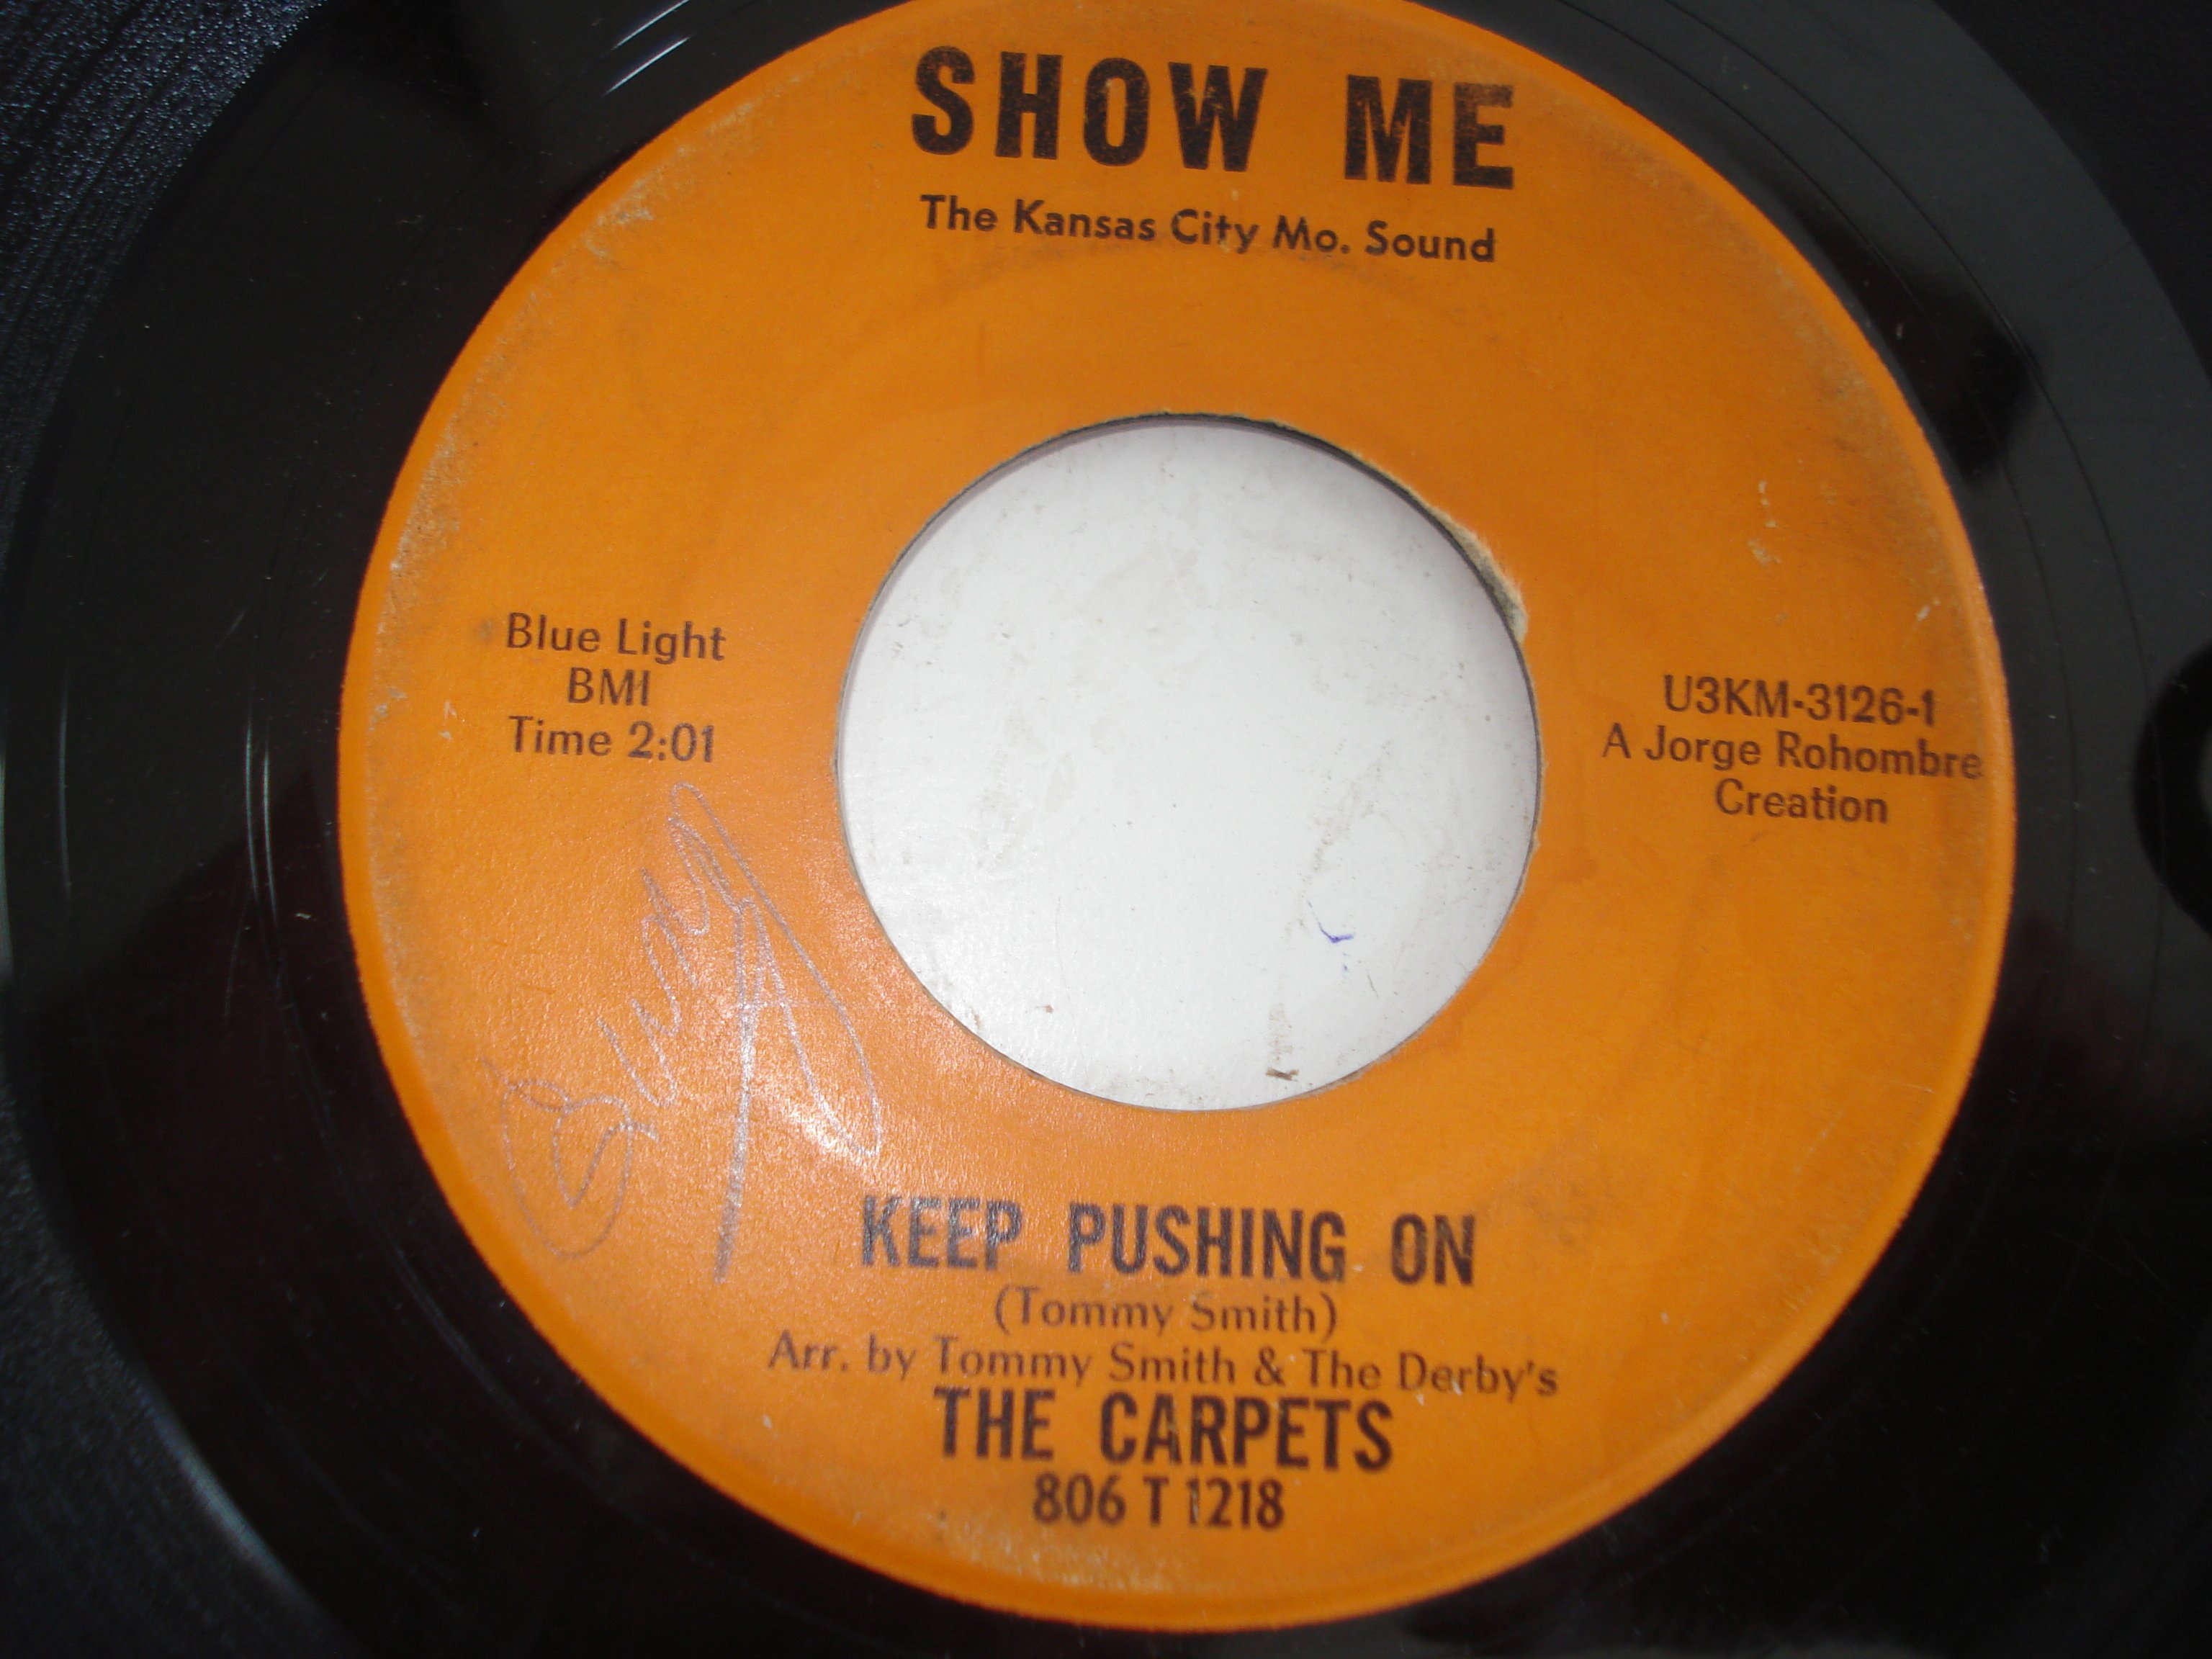 SHOW ME
The Kansas City Mo. Sound
Blue Light
BMI
Time 2:01
U3KM-3126-1
A Jorge Rohombre
Creation
KEEP PUSHING ON
(Tommy Smith)
Arr. by Tommy Smith & The Derby's
THE CARPETS
806 T 1218